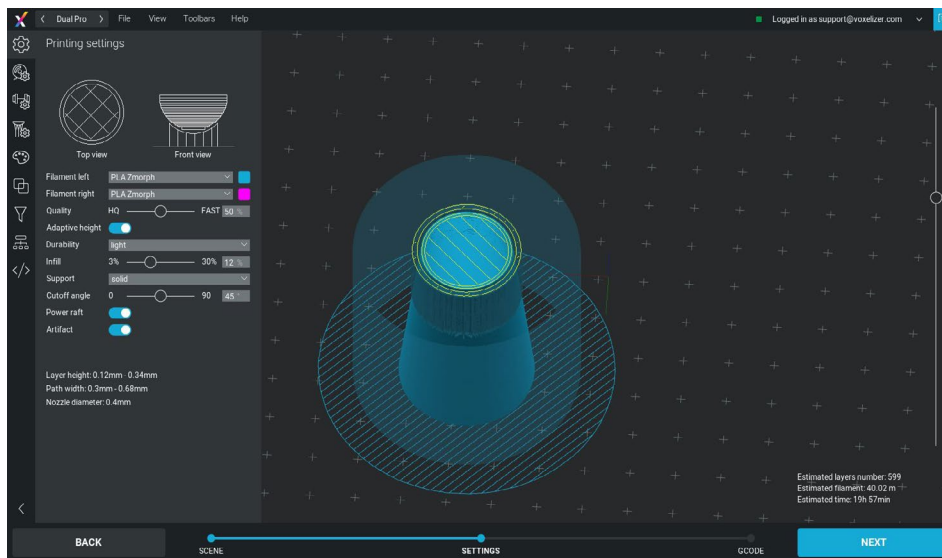 Dual Pro File View Toolbars Help Logged in as support@voxelizer.com
Printing settings
Top view Front view
Filament left PLA Zmorph
Filament right PLA Zmorph
Quality HQ FAST 50 %
Adaptive height
Durability light
Infill 3% 30% 12 %
Support solid
Cutoff angle 0 90 45 °
Power raft
Artifact
Layer height: 0.12mm - 0.34mm
Path width: 0.3mm - 0.68mm
Nozzle diameter: 0.4mm
Estimated layers number: 599
Estimated filament: 40.02 m
Estimated time: 19h 57min
BACK SCENE SETTINGS GCODE NEXT